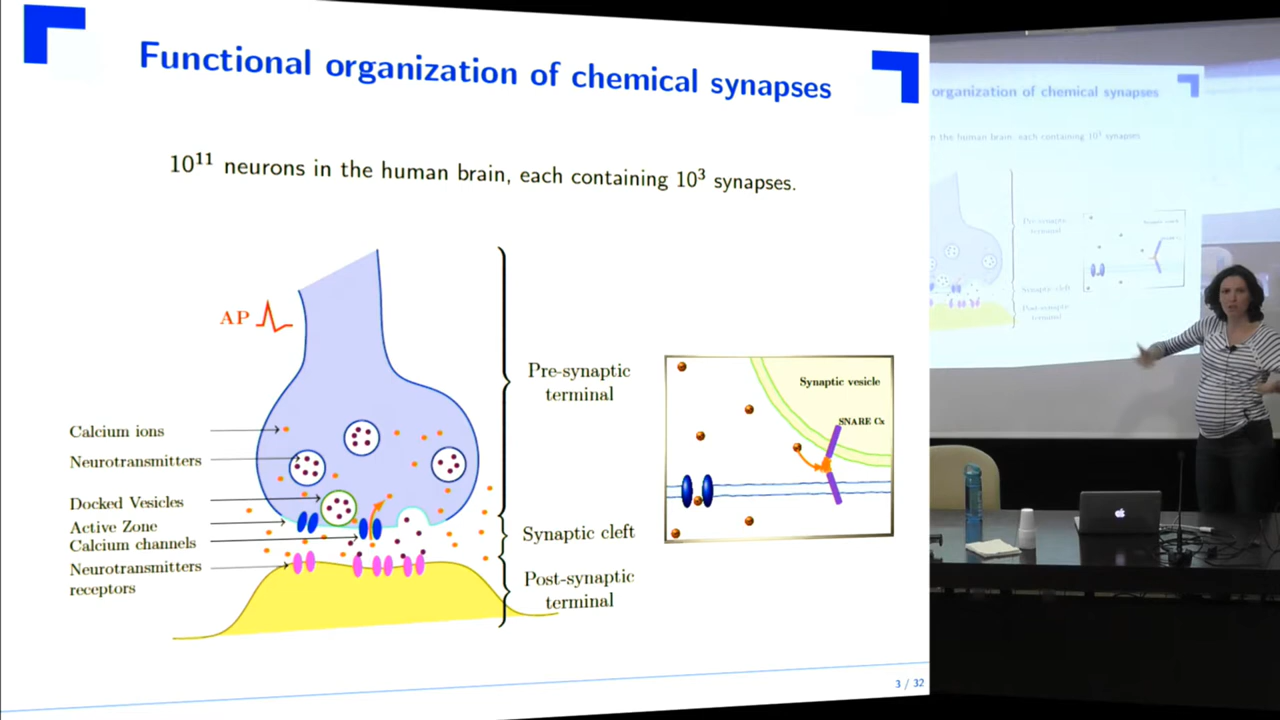 Functional organization of chemical synapses
10¹¹ neurons in the human brain, each containing 10³ synapses.
AP
Calcium ions
Neurotransmitters
Docked Vesicles
Active Zone
Calcium channels
Neurotransmitters
receptors
Pre-synaptic
terminal
Synaptic cleft
Post-synaptic
terminal
Synaptic vesicle
SNARE Cx
3 / 32
organization of chemical synapses
in the human brain, each containing 10³ synapses.
Pre-synaptic
terminal
Synaptic cleft
Post-synaptic
terminal